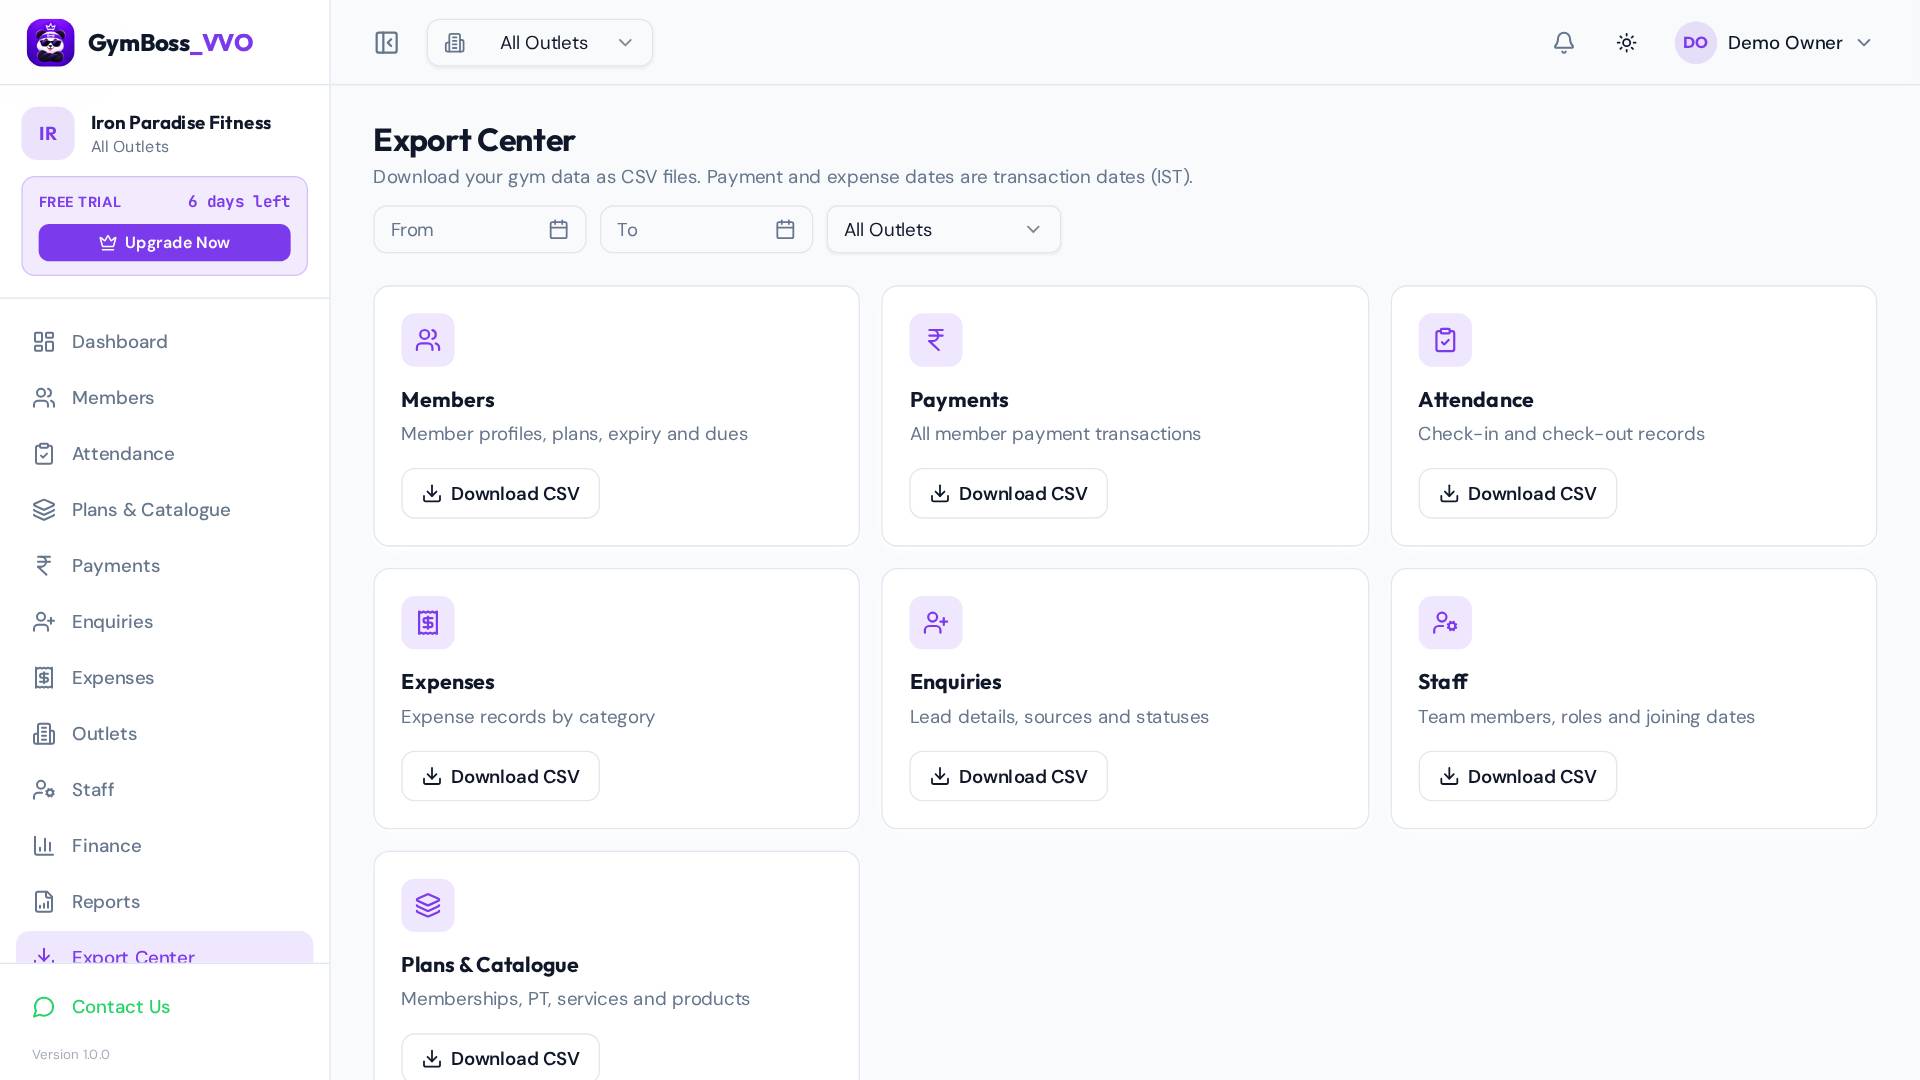 GymBoss_VVO
All Outlets
DO Demo Owner
IR
Iron Paradise Fitness
All Outlets
FREE TRIAL 6 days left
Upgrade Now
Dashboard
Members
Attendance
Plans & Catalogue
Payments
Enquiries
Expenses
Outlets
Staff
Finance
Reports
Export Center
Contact Us
Version 1.0.0
Export Center
Download your gym data as CSV files. Payment and expense dates are transaction dates (IST).
From To All Outlets
Members
Member profiles, plans, expiry and dues
Download CSV
Payments
All member payment transactions
Download CSV
Attendance
Check-in and check-out records
Download CSV
Expenses
Expense records by category
Download CSV
Enquiries
Lead details, sources and statuses
Download CSV
Staff
Team members, roles and joining dates
Download CSV
Plans & Catalogue
Memberships, PT, services and products
Download CSV